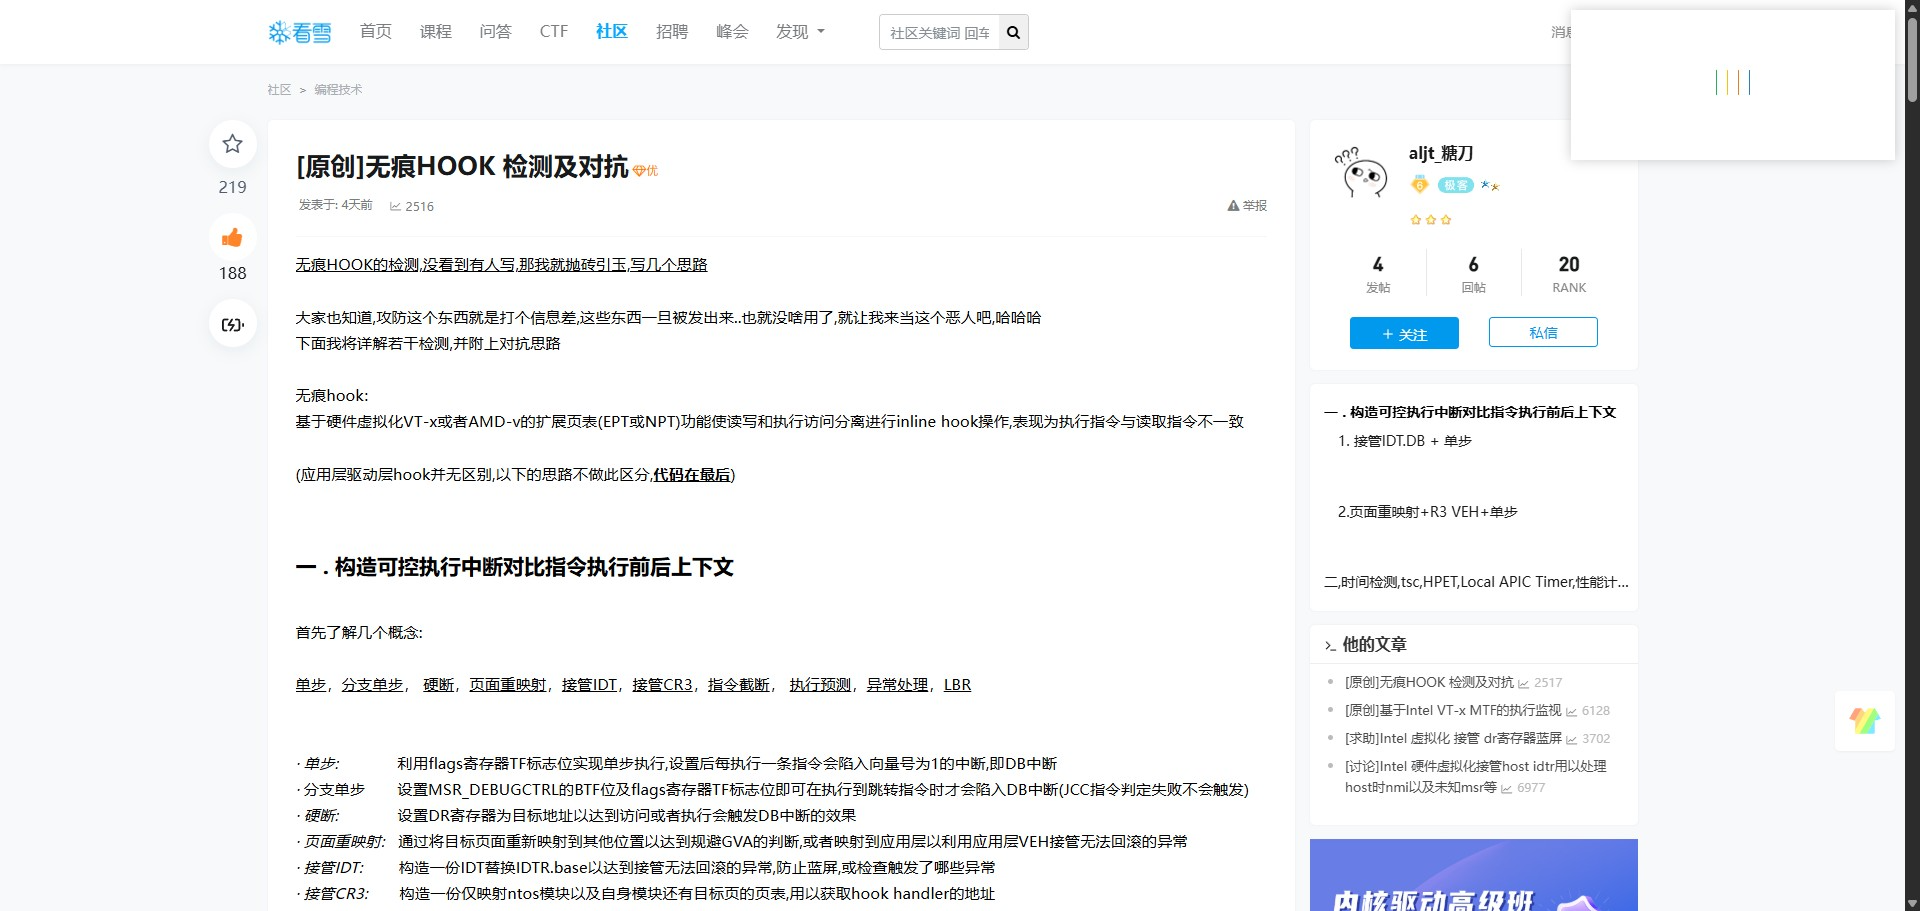 看雪 首页 课程 问答 CTF 社区 招聘 峰会 发现 社区关键词 回车
社区 > 编程技术
219
188
[原创]无痕HOOK 检测及对抗 优
发表于: 4天前 2516 举报
无痕HOOK的检测,没看到有人写,那我就抛砖引玉,写几个思路
大家也知道,攻防这个东西就是打个信息差,这些东西一旦被发出来..也就没啥用了,就让我来当这个恶人吧,哈哈哈
下面我将详解若干检测,并附上对抗思路
无痕hook:
基于硬件虚拟化VT-x或者AMD-v的扩展页表(EPT或NPT)功能使读写和执行访问分离进行inline hook操作,表现为执行指令与读取指令不一致
(应用层驱动层hook并无区别,以下的思路不做此区分,代码在最后)
一 . 构造可控执行中断对比指令执行前后上下文
首先了解几个概念:
单步，分支单步， 硬断，页面重映射，接管IDT，接管CR3，指令截断， 执行预测，异常处理，LBR
· 单步: 利用flags寄存器TF标志位实现单步执行,设置后每执行一条指令会陷入向量号为1的中断,即DB中断
· 分支单步 设置MSR_DEBUGCTRL的BTF位及flags寄存器TF标志位即可在执行到跳转指令时才会陷入DB中断(JCC指令判定失败不会触发)
· 硬断: 设置DR寄存器为目标地址以达到访问或者执行会触发DB中断的效果
· 页面重映射: 通过将目标页面重新映射到其他位置以达到规避GVA的判断,或者映射到应用层以利用应用层VEH接管无法回滚的异常
· 接管IDT: 构造一份IDT替换IDTR.base以达到接管无法回滚的异常,防止蓝屏,或检查触发了哪些异常
· 接管CR3: 构造一份仅映射ntos模块以及自身模块还有目标页的页表,用以获取hook handler的地址
aljt_糖刀
6 极客
4 6 20
发帖 回帖 RANK
+ 关注 私信
一 . 构造可控执行中断对比指令执行前后上下文
1. 接管IDT.DB + 单步
2.页面重映射+R3 VEH+单步
二,时间检测,tsc,HPET,Local APIC Timer,性能计...
他的文章
[原创]无痕HOOK 检测及对抗 2517
[原创]基于Intel VT-x MTF的执行监视 6128
[求助]Intel 虚拟化 接管 dr寄存器蓝屏 3702
[讨论]Intel 硬件虚拟化接管host idtr用以处理
host时nmi以及未知msr等 6977
内核驱动高级班